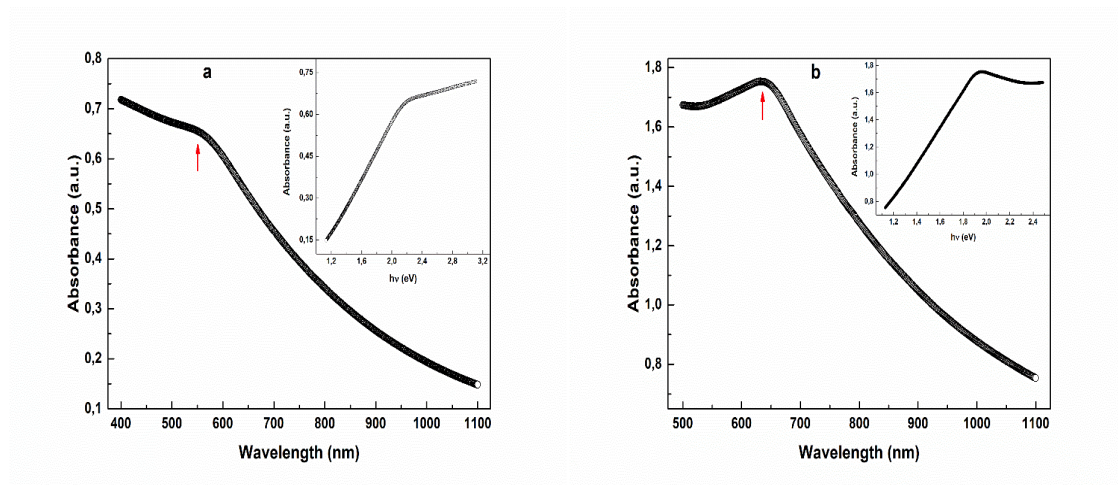 a
Absorbance (a.u.)
0,8
0,7
0,6
0,5
0,4
0,3
0,2
0,1
400 500 600 700 800 900 1000 1100
Wavelength (nm)
Absorbance (a.u.)
0,75
0,60
0,45
0,30
0,15
1,2 1,6 2,0 2,4 2,8 3,2
hν (eV)
b
Absorbance (a.u.)
1,8
1,6
1,4
1,2
1,0
0,8
500 600 700 800 900 1000 1100
Wavelength (nm)
Absorbance (a.u.)
1,8
1,6
1,4
1,2
1,0
0,8
1,2 1,4 1,6 1,8 2,0 2,2 2,4
hν (eV)